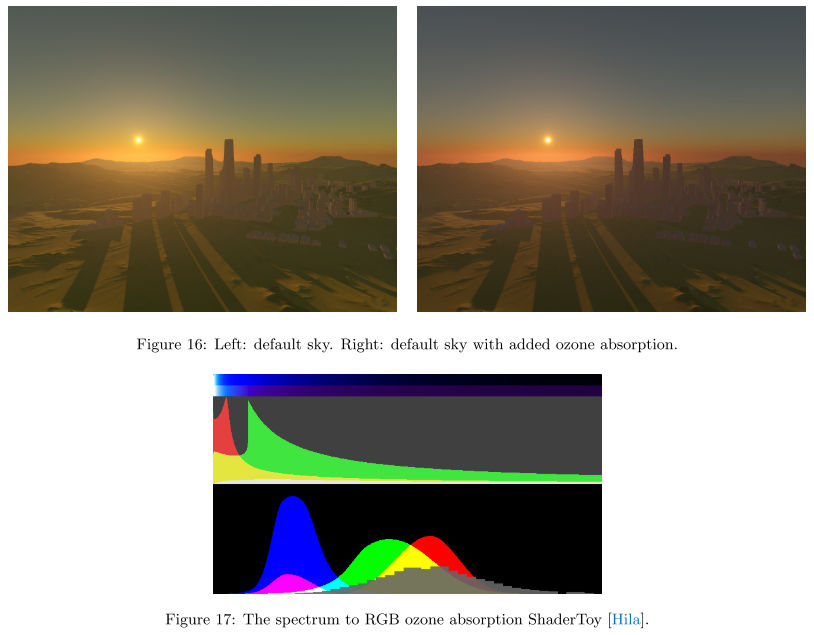 Figure 16: Left: default sky. Right: default sky with added ozone absorption.
Figure 17: The spectrum to RGB ozone absorption ShaderToy [Hila].